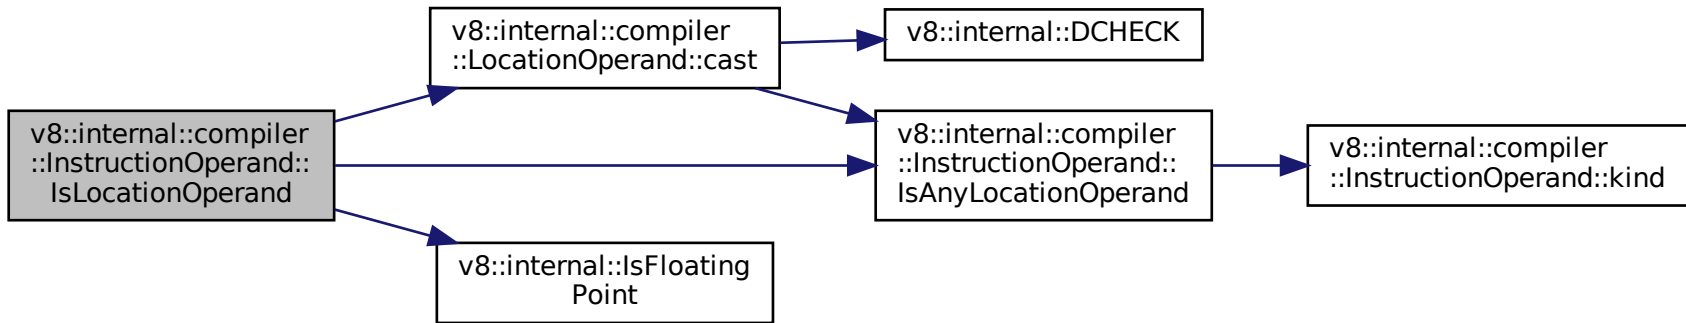 v8::internal::compiler
::InstructionOperand::
IsLocationOperand
v8::internal::compiler
::LocationOperand::cast
v8::internal::DCHECK
v8::internal::compiler
::InstructionOperand::
IsAnyLocationOperand
v8::internal::compiler
::InstructionOperand::kind
v8::internal::IsFloating
Point